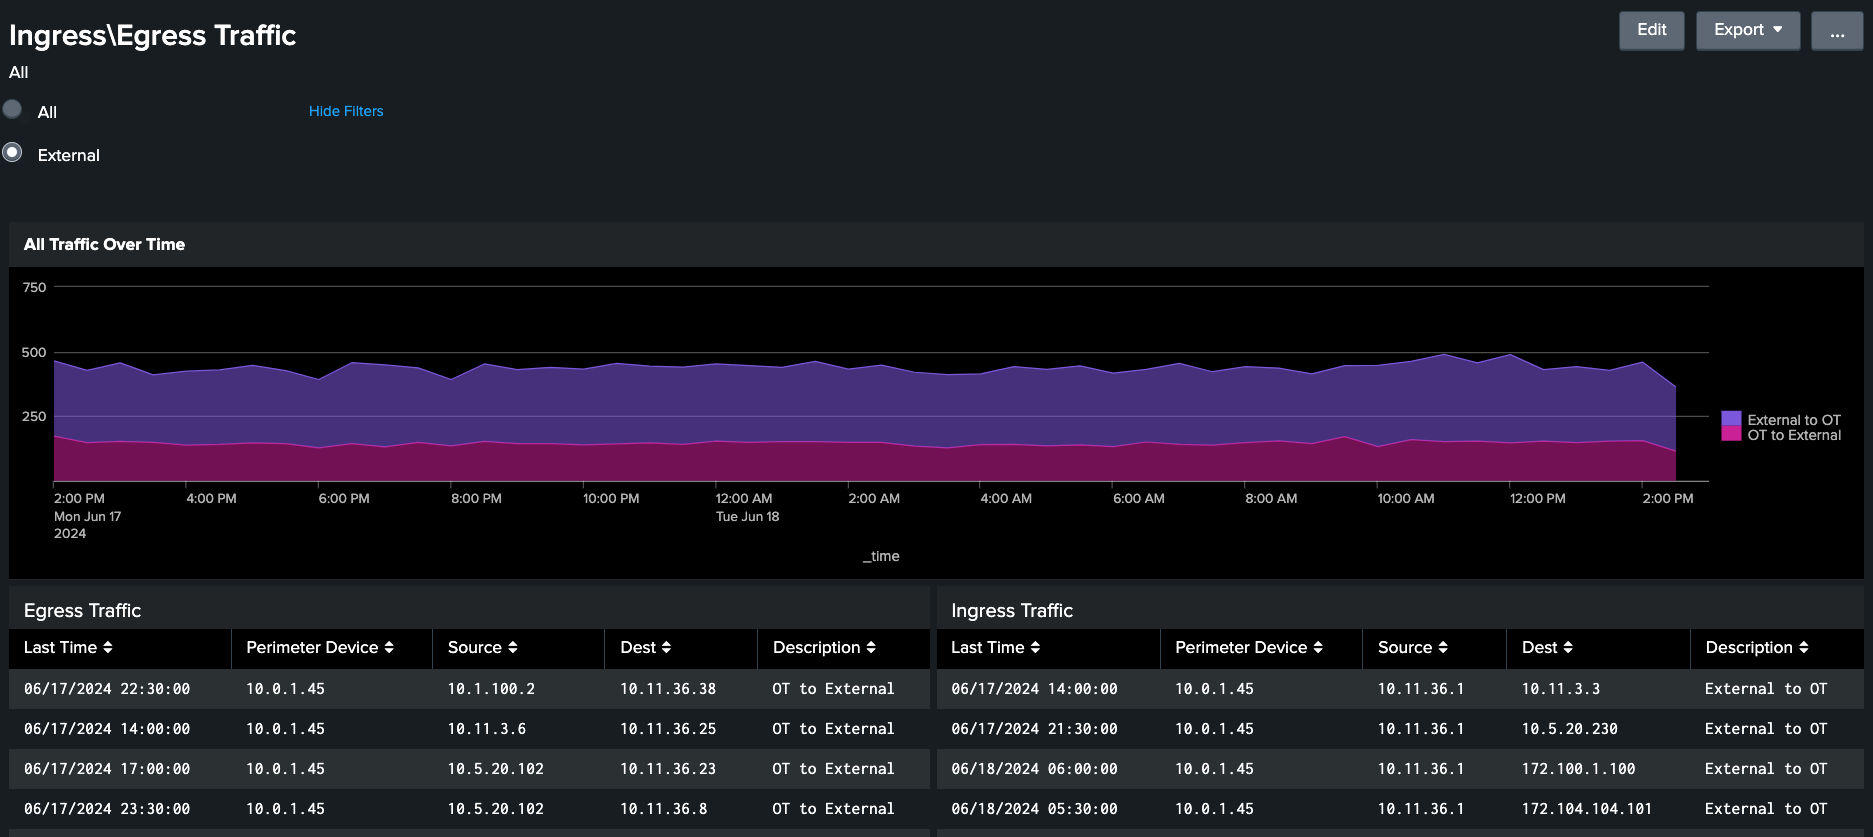 Ingress\Egress Traffic
Edit
Export
...
All
All
Hide Filters
External
All Traffic Over Time
750
500
250
External to OT
OT to External
2:00 PM 4:00 PM 6:00 PM 8:00 PM 10:00 PM 12:00 AM 2:00 AM 4:00 AM 6:00 AM 8:00 AM 10:00 AM 12:00 PM 2:00 PM
Mon Jun 17 Tue Jun 18
2024
_time
Egress Traffic
Last Time Perimeter Device Source Dest Description
06/17/2024 22:30:00 10.0.1.45 10.1.100.2 10.11.36.38 OT to External
06/17/2024 14:00:00 10.0.1.45 10.11.3.6 10.11.36.25 OT to External
06/17/2024 17:00:00 10.0.1.45 10.5.20.102 10.11.36.23 OT to External
06/17/2024 23:30:00 10.0.1.45 10.5.20.102 10.11.36.8 OT to External
Ingress Traffic
Last Time Perimeter Device Source Dest Description
06/17/2024 14:00:00 10.0.1.45 10.11.36.1 10.11.3.3 External to OT
06/17/2024 21:30:00 10.0.1.45 10.11.36.1 10.5.20.230 External to OT
06/18/2024 06:00:00 10.0.1.45 10.11.36.1 172.100.1.100 External to OT
06/18/2024 05:30:00 10.0.1.45 10.11.36.1 172.104.104.101 External to OT